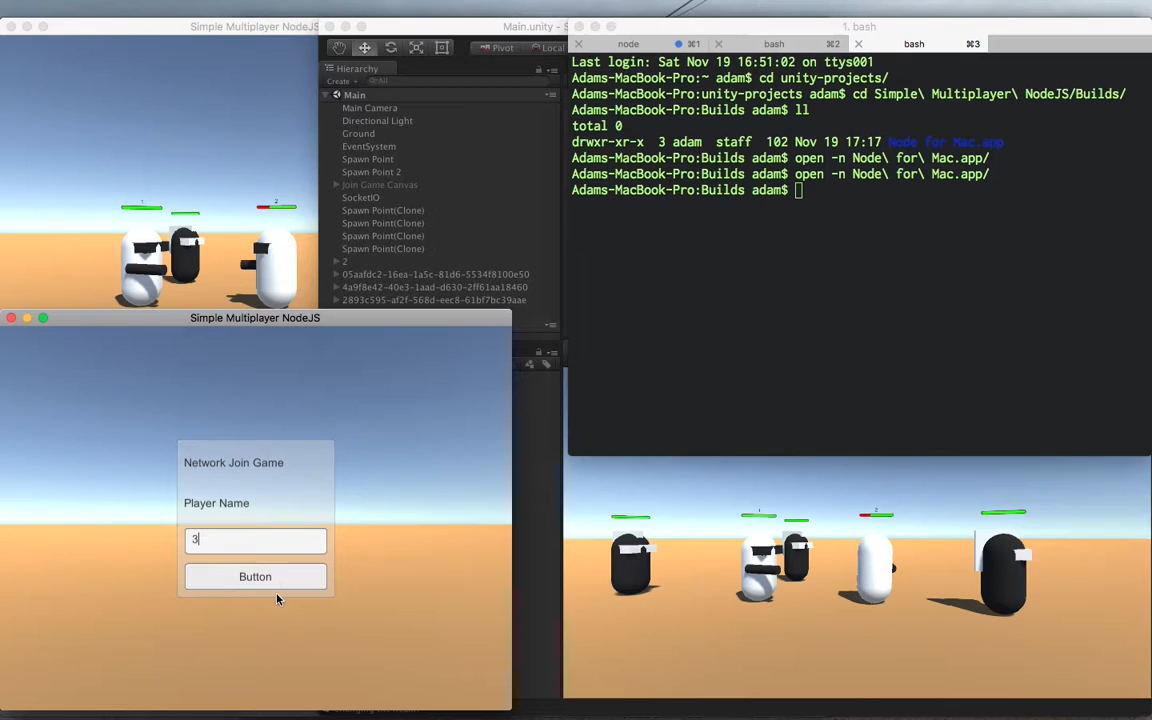 Simple Multiplayer NodeJS
Main.unity - S
Pivot
Local
Hierarchy
Create
All
Main
Main Camera
Directional Light
Ground
EventSystem
Spawn Point
Spawn Point 2
Join Game Canvas
SocketIO
Spawn Point(Clone)
Spawn Point(Clone)
Spawn Point(Clone)
Spawn Point(Clone)
2
05aafdc2-16ea-1a5c-81d6-5534f8100e50
4a9f8e42-40e3-1aad-d630-2ff61aa18460
2893c595-af2f-568d-eec8-61bf7bc39aae
1. bash
node ⌘1
bash ⌘2
bash ⌘3
Last login: Sat Nov 19 16:51:02 on ttys001
Adams-MacBook-Pro:~ adam$ cd unity-projects/
Adams-MacBook-Pro:unity-projects adam$ cd Simple\ Multiplayer\ NodeJS/Builds/
Adams-MacBook-Pro:Builds adam$ ll
total 0
drwxr-xr-x 3 adam staff 102 Nov 19 17:17 Node for Mac.app
Adams-MacBook-Pro:Builds adam$ open -n Node\ for\ Mac.app/
Adams-MacBook-Pro:Builds adam$ open -n Node\ for\ Mac.app/
Adams-MacBook-Pro:Builds adam$
1
2
Simple Multiplayer NodeJS
Network Join Game
Player Name
3
Button
1
2